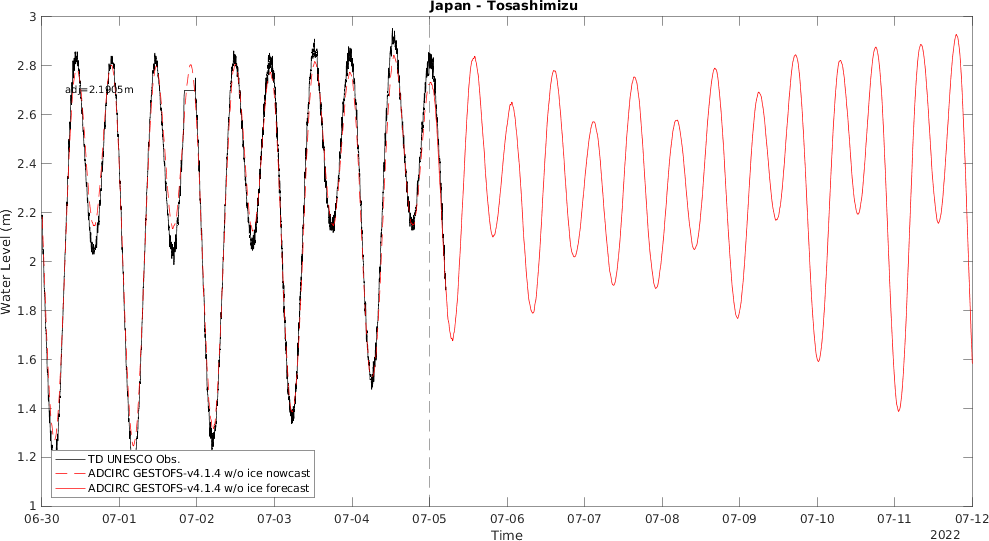 Japan - Tosashimizu
3
2.8
adj=2.1905m
2.6
2.4
2.2
2
1.8
1.6
1.4
1.2
1
Water Level (m)
TD UNESCO Obs.
ADCIRC GESTOFS-v4.1.4 w/o ice nowcast
ADCIRC GESTOFS-v4.1.4 w/o ice forecast
06-30 07-01 07-02 07-03 07-04 07-05 07-06 07-07 07-08 07-09 07-10 07-11 07-12
Time
2022